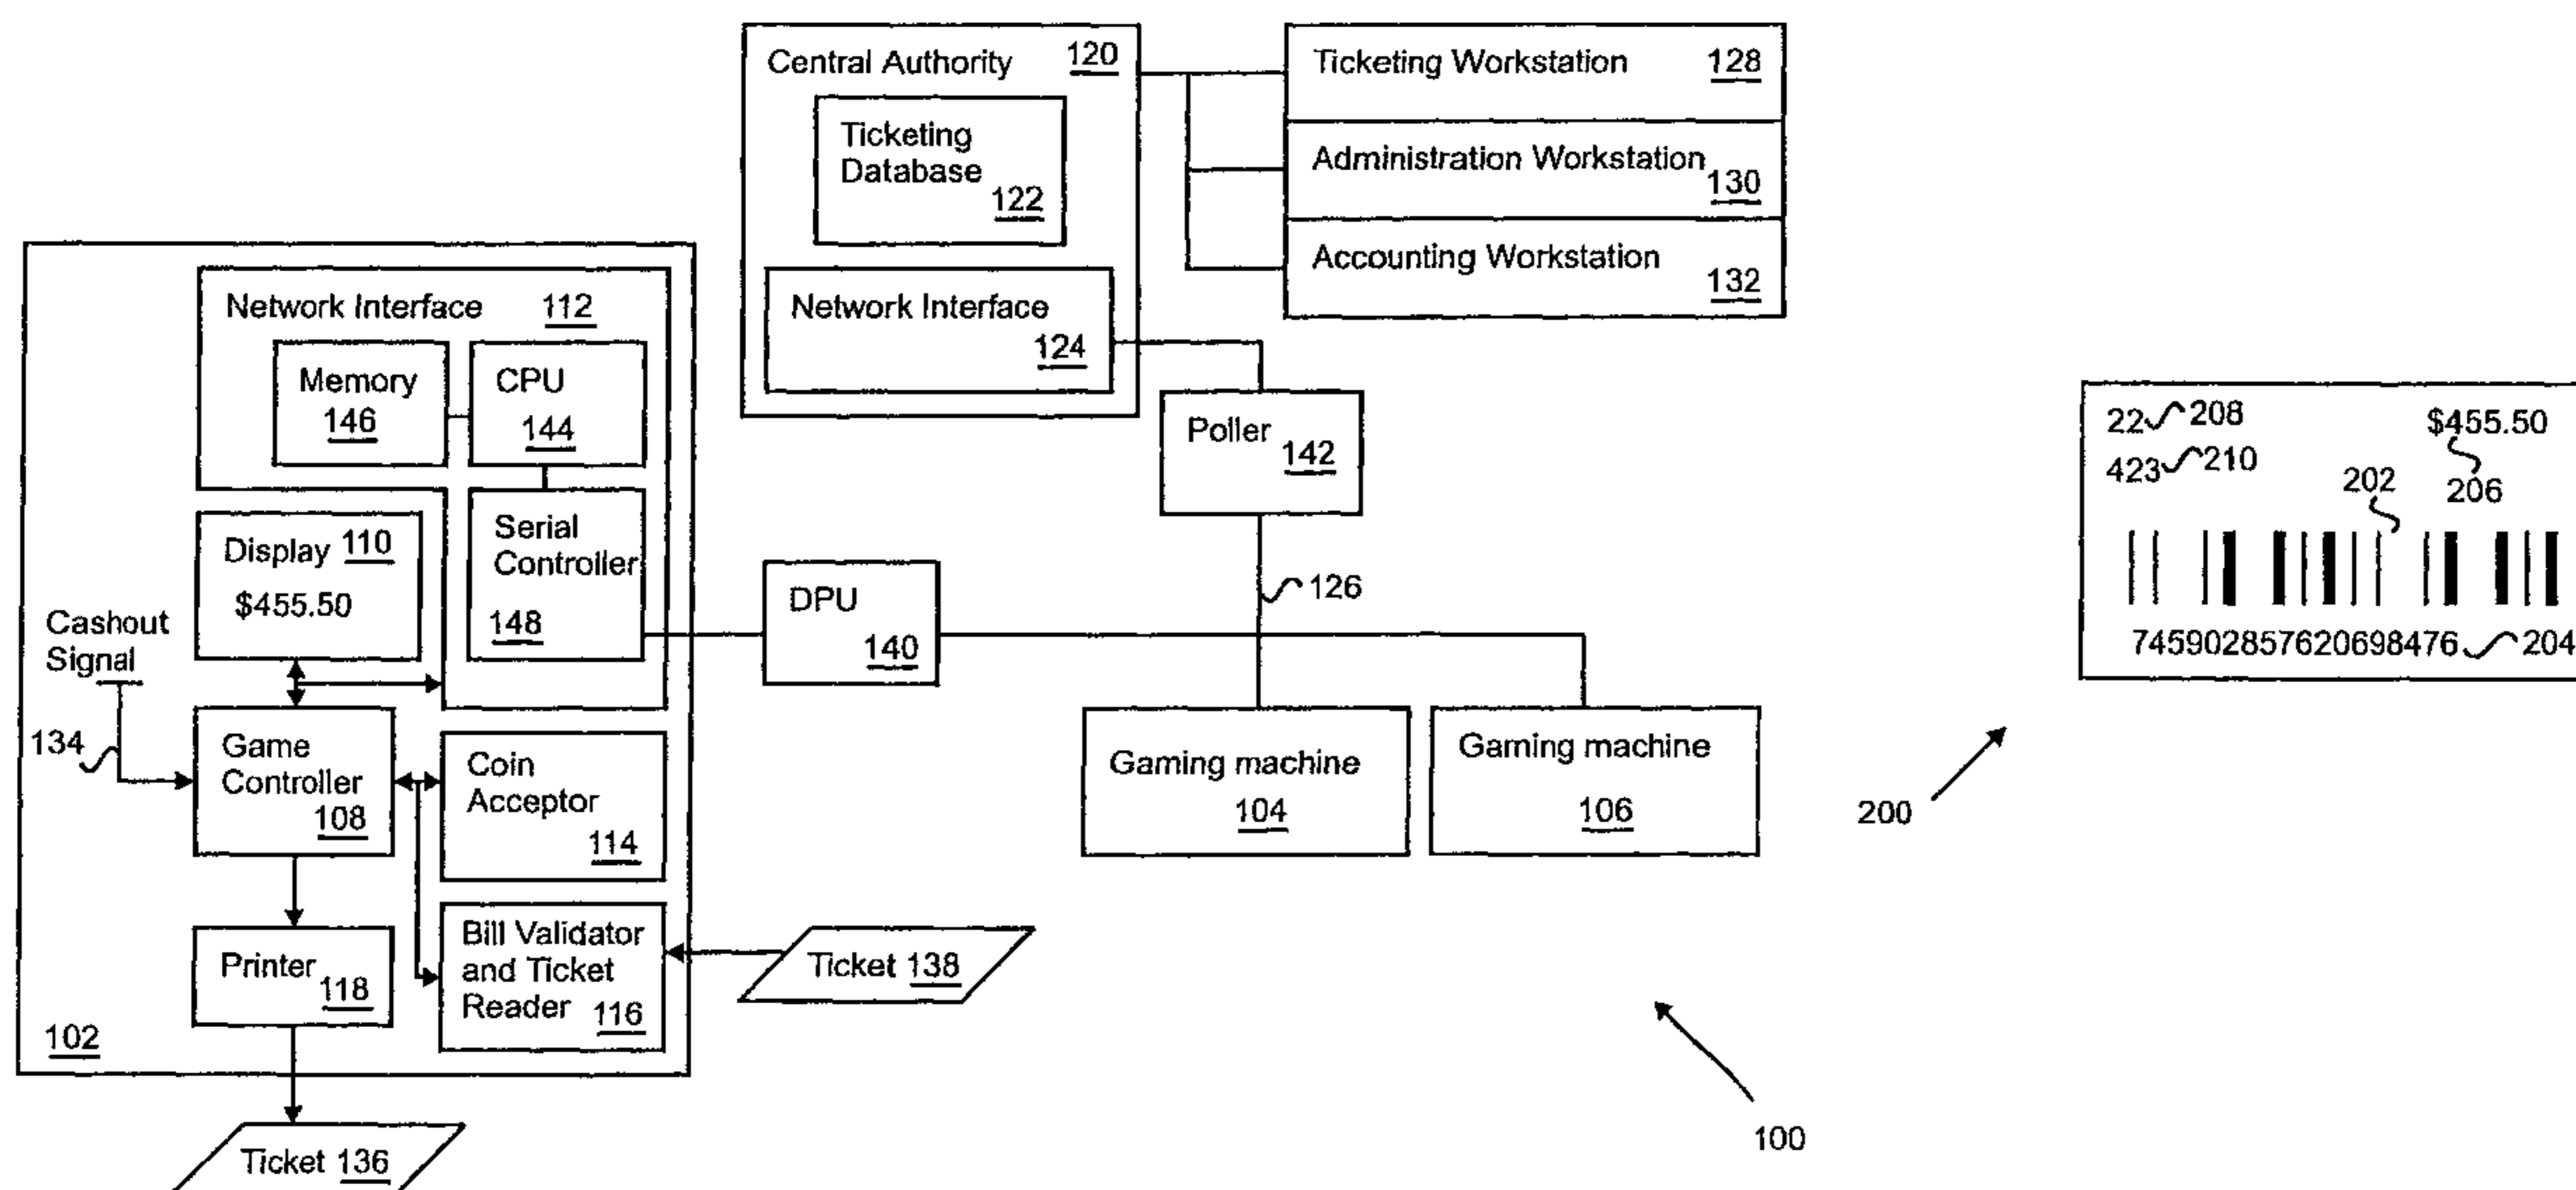 Central Authority 120
Ticketing
Database
122
Network Interface
124
Ticketing Workstation 128
Administration Workstation
130
Accounting Workstation
132
Network Interface 112
Memory
146
CPU
144
Serial
Controller
148
Display 110
$455.50
Cashout
Signal
134
Game
Controller
108
Coin
Acceptor
114
Printer
118
Bill Validator
and Ticket
Reader 116
102
Ticket 136
Ticket 138
DPU
140
Poller
142
126
Gaming machine
104
Gaming machine
106
100
200
22 208
$455.50
423 210
202
206
745902857620698476 204